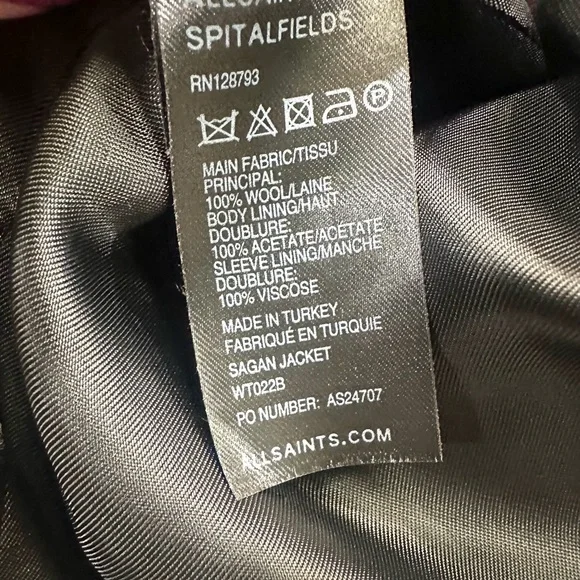 ALLSAINTS
SPITALFIELDS
RN128793
MAIN FABRIC/TISSU
PRINCIPAL:
100% WOOL/LAINE
BODY LINING/HAUT
DOUBLURE:
100% ACETATE/ACETATE
SLEEVE LINING/MANCHE
DOUBLURE:
100% VISCOSE
MADE IN TURKEY
FABRIQUÉ EN TURQUIE
SAGAN JACKET
WT022B
PO NUMBER: AS24707
ALLSAINTS.COM